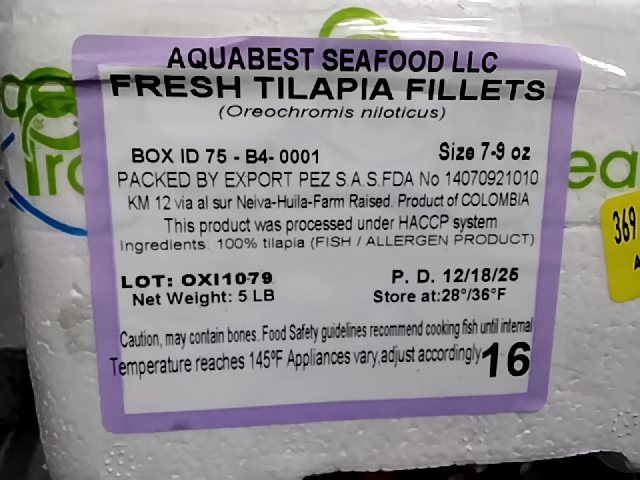 AQUABEST SEAFOOD LLC
FRESH TILAPIA FILLETS
(Oreochromis niloticus)
BOX ID 75 - B4- 0001 Size 7-9 oz
PACKED BY EXPORT PEZ S.A.S.FDA No 14070921010
KM 12 via al sur Neiva-Huila-Farm Raised. Product of COLOMBIA
This product was processed under HACCP system
Ingredients: 100% tilapia (FISH / ALLERGEN PRODUCT)
LOT: OXI1079 P. D. 12/18/25
Net Weight: 5 LB Store at:28°/36°F
Caution, may contain bones. Food Safety guidelines recommend cooking fish until internal
Temperature reaches 145ºF Appliances vary,adjust accordingly 16
369